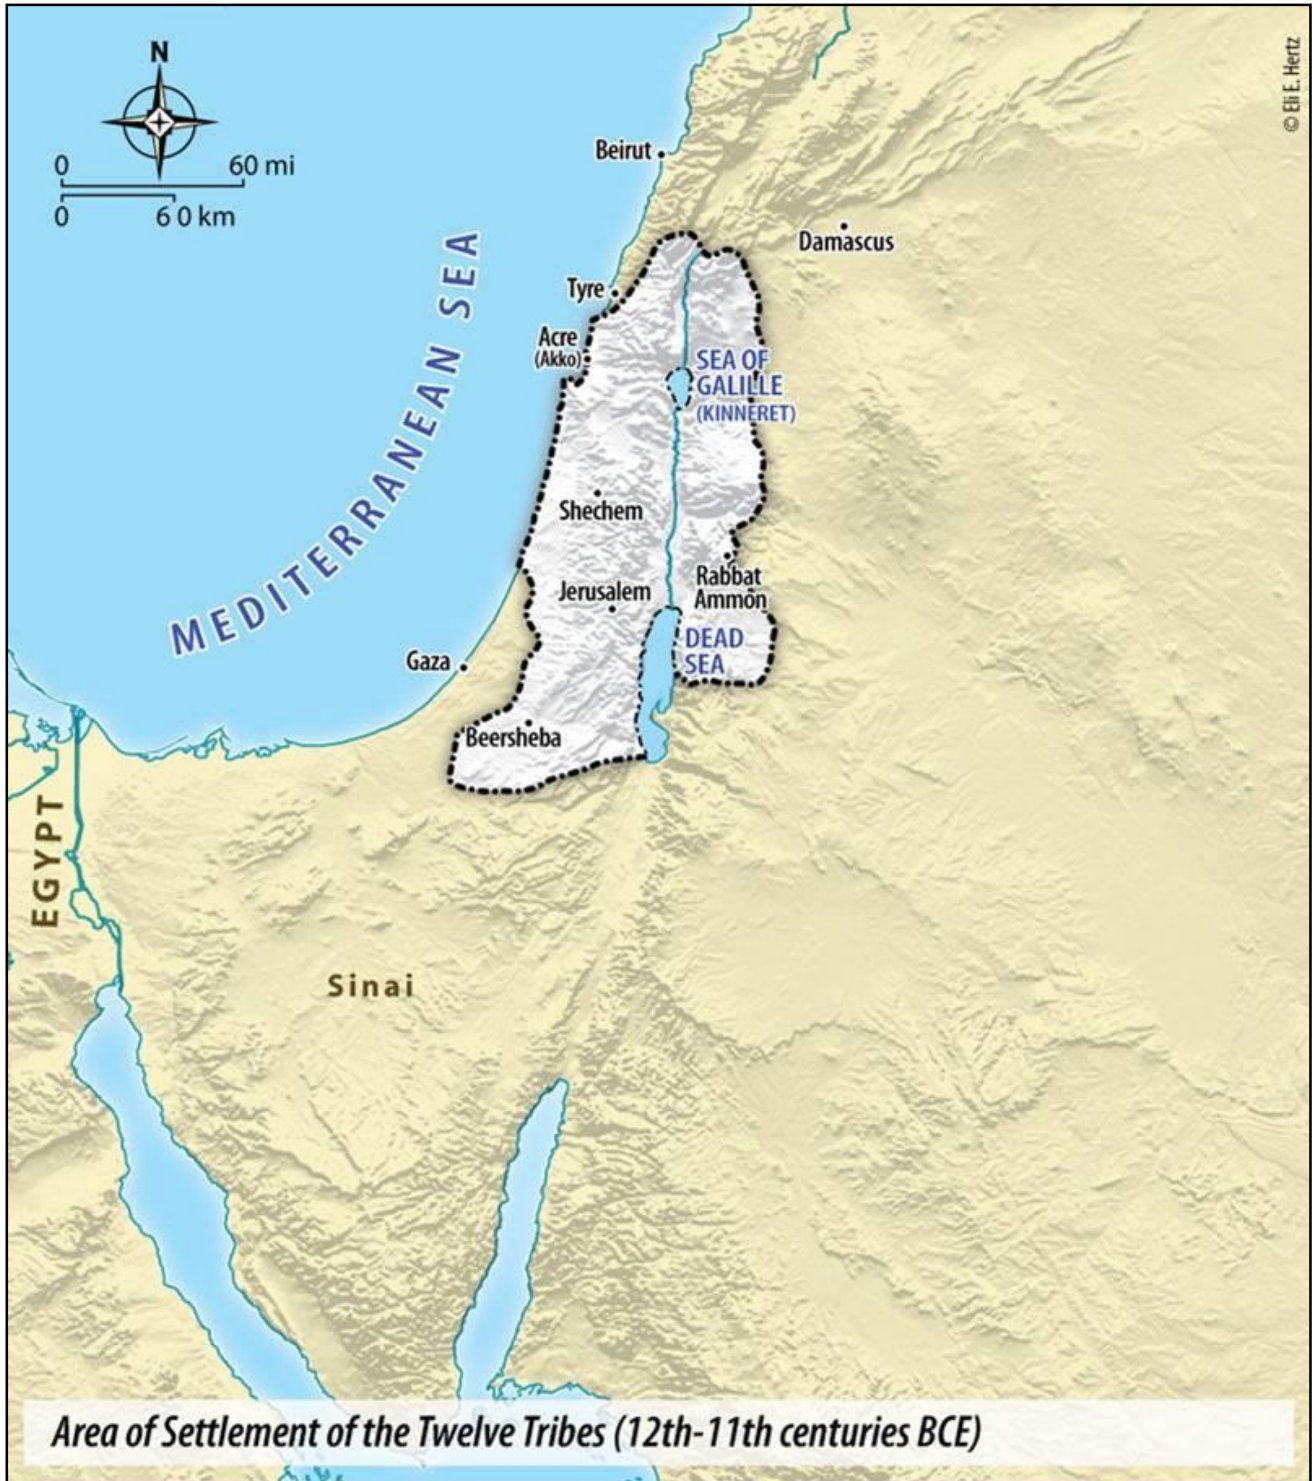 N
0 60 mi
0 60 km
© Eli E. Hertz
Beirut
Damascus
MEDITERRANEAN SEA
Tyre
Acre
(Akko)
SEA OF
GALILLE
(KINNERET)
Shechem
Rabbat
Ammon
Jerusalem
DEAD
SEA
Gaza
Beersheba
EGYPT
Sinai
Area of Settlement of the Twelve Tribes (12th-11th centuries BCE)